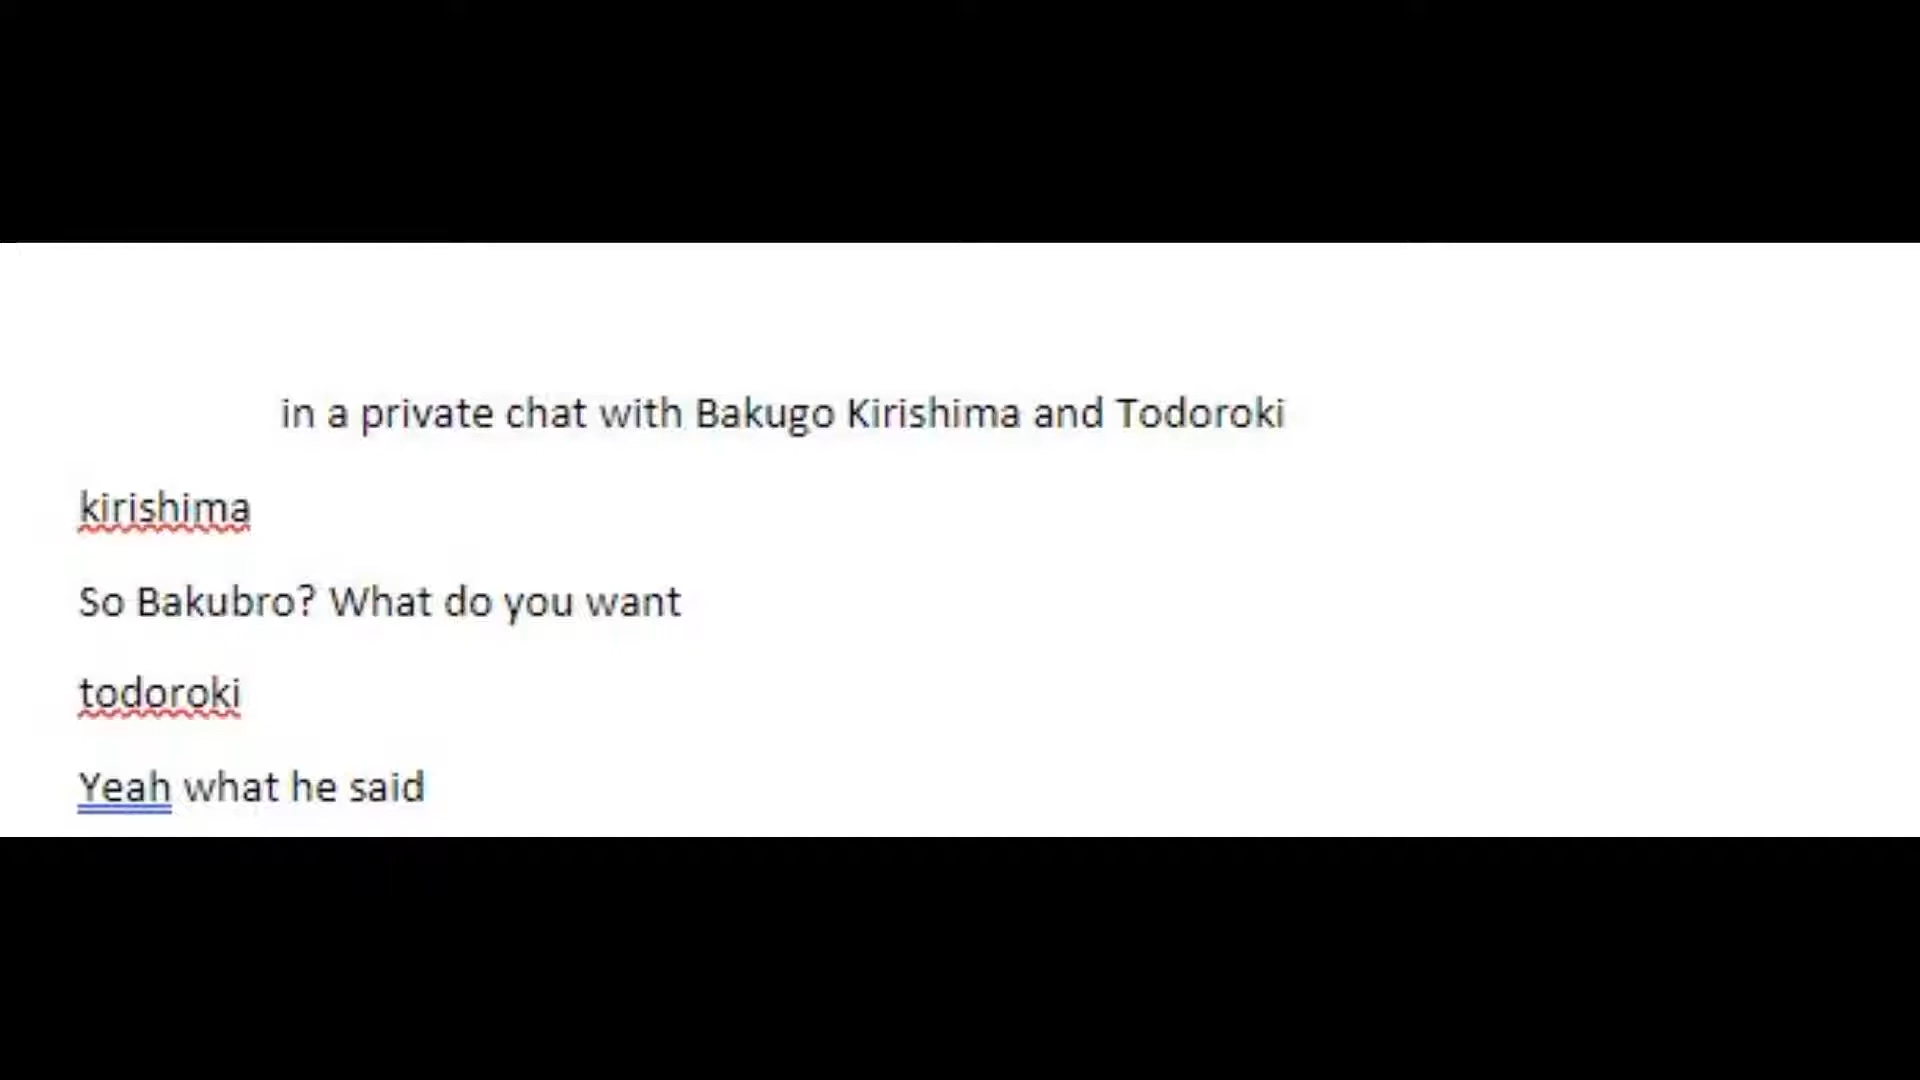 in a private chat with Bakugo Kirishima and Todoroki
kirishima
So Bakubro? What do you want
todoroki
Yeah what he said